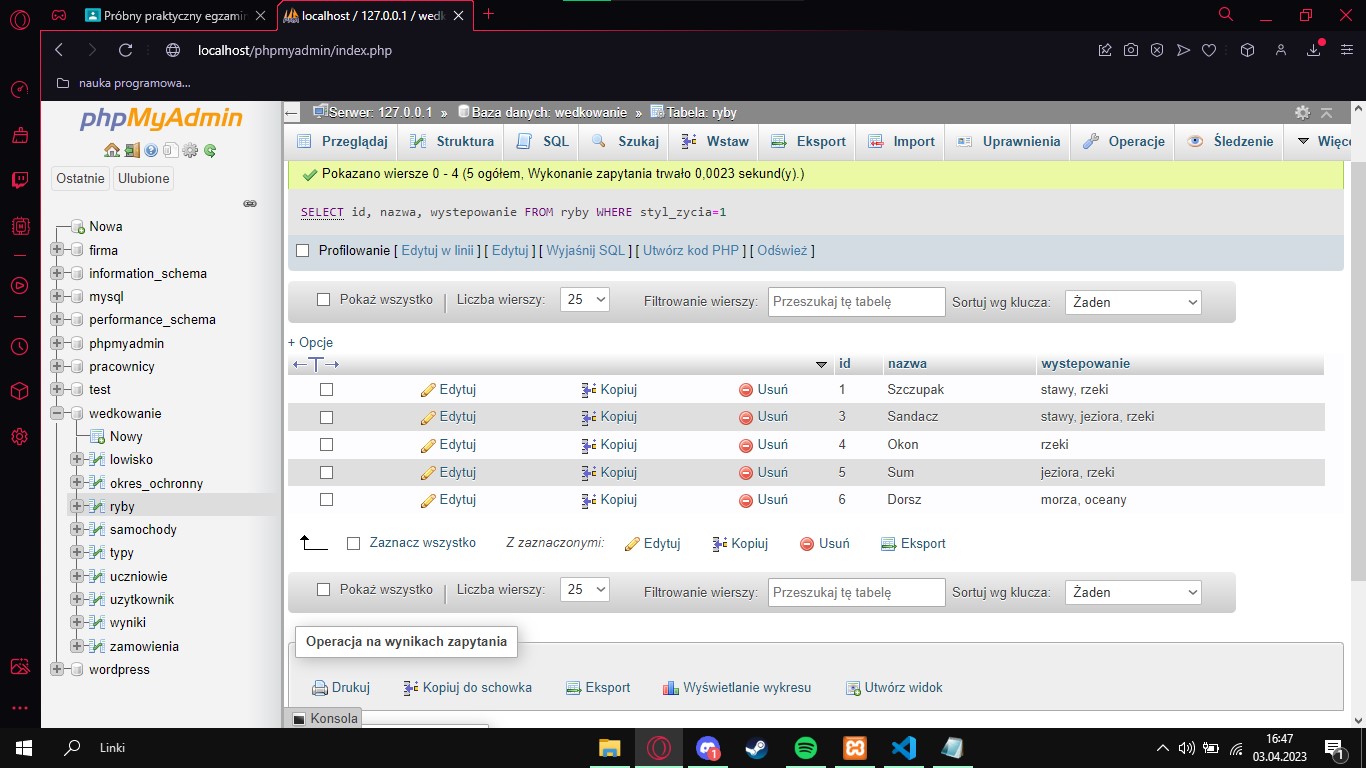 Próbny praktyczny egzamin
localhost / 127.0.0.1 / wedk
localhost/phpmyadmin/index.php
nauka programowa...
phpMyAdmin
Ostatnie Ulubione
Nowa
firma
information_schema
mysql
performance_schema
phpmyadmin
pracownicy
test
wedkowanie
Nowy
lowisko
okres_ochronny
ryby
samochody
typy
uczniowie
uzytkownik
wyniki
zamowienia
wordpress
Serwer: 127.0.0.1 » Baza danych: wedkowanie » Tabela: ryby
Przeglądaj Struktura SQL Szukaj Wstaw Eksport Import Uprawnienia Operacje Śledzenie Więce
Pokazano wiersze 0 - 4 (5 ogółem, Wykonanie zapytania trwało 0,0023 sekund(y).)
SELECT id, nazwa, wystepowanie FROM ryby WHERE styl_zycia=1
Profilowanie [ Edytuj w linii ] [ Edytuj ] [ Wyjaśnij SQL ] [ Utwórz kod PHP ] [ Odśwież ]
Pokaż wszystko | Liczba wierszy: 25 Filtrowanie wierszy: Przeszukaj tę tabelę Sortuj wg klucza: Żaden
+ Opcje
←T→ id nazwa wystepowanie
Edytuj Kopiuj Usuń 1 Szczupak stawy, rzeki
Edytuj Kopiuj Usuń 3 Sandacz stawy, jeziora, rzeki
Edytuj Kopiuj Usuń 4 Okon rzeki
Edytuj Kopiuj Usuń 5 Sum jeziora, rzeki
Edytuj Kopiuj Usuń 6 Dorsz morza, oceany
Zaznacz wszystko Z zaznaczonymi: Edytuj Kopiuj Usuń Eksport
Pokaż wszystko | Liczba wierszy: 25 Filtrowanie wierszy: Przeszukaj tę tabelę Sortuj wg klucza: Żaden
Operacja na wynikach zapytania
Drukuj Kopiuj do schowka Eksport Wyświetlanie wykresu Utwórz widok
Konsola
Linki
1
16:47
03.04.2023
1